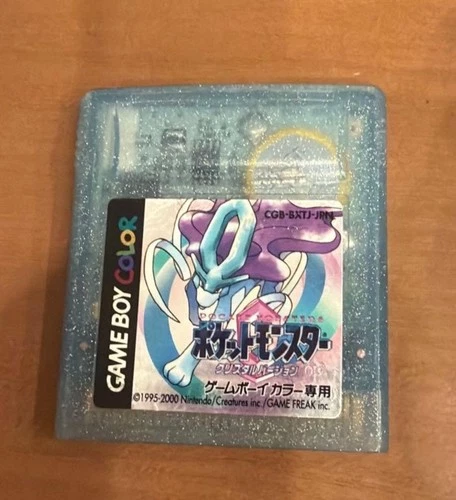 CGB-BXTJ-JPN
GAME BOY COLOR
POCKET MONSTERS
ポケットモンスター
クリスタルバージョン
ゲームボーイカラー専用
©1995-2000 Nintendo/Creatures inc./GAME FREAK inc.